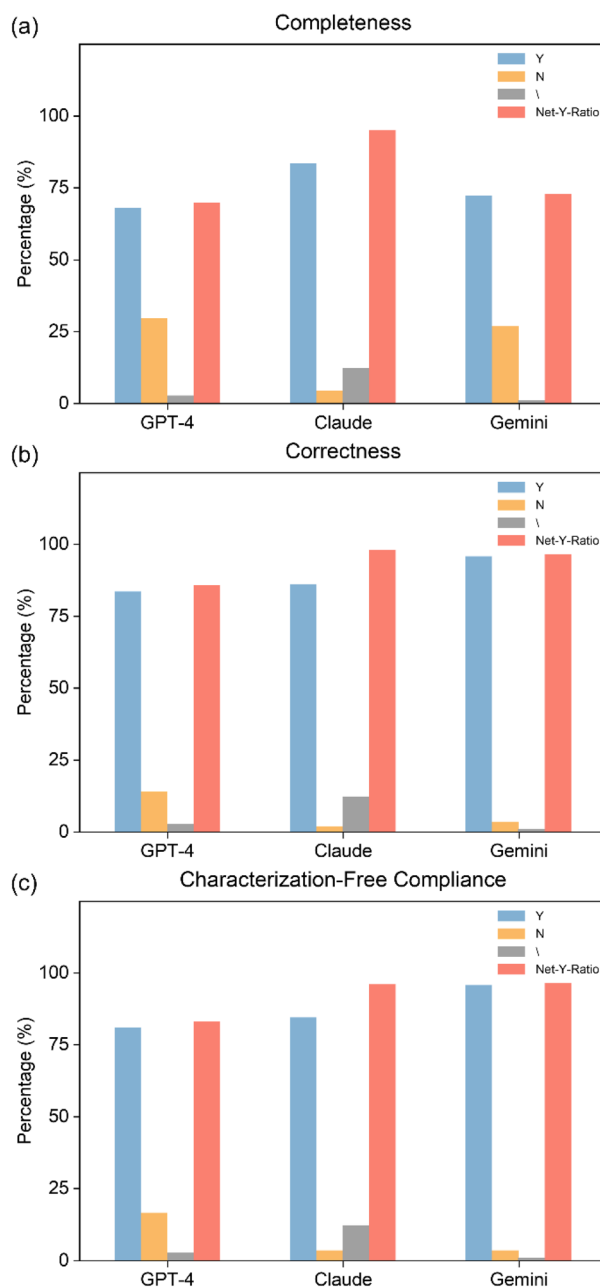 (a)
Completeness
Y
N
\
Net-Y-Ratio
100
75
50
25
0
Percentage (%)
GPT-4 Claude Gemini
(b)
Correctness
Y
N
\
Net-Y-Ratio
100
75
50
25
0
Percentage (%)
GPT-4 Claude Gemini
(c)
Characterization-Free Compliance
Y
N
\
Net-Y-Ratio
100
75
50
25
0
Percentage (%)
GPT-4 Claude Gemini